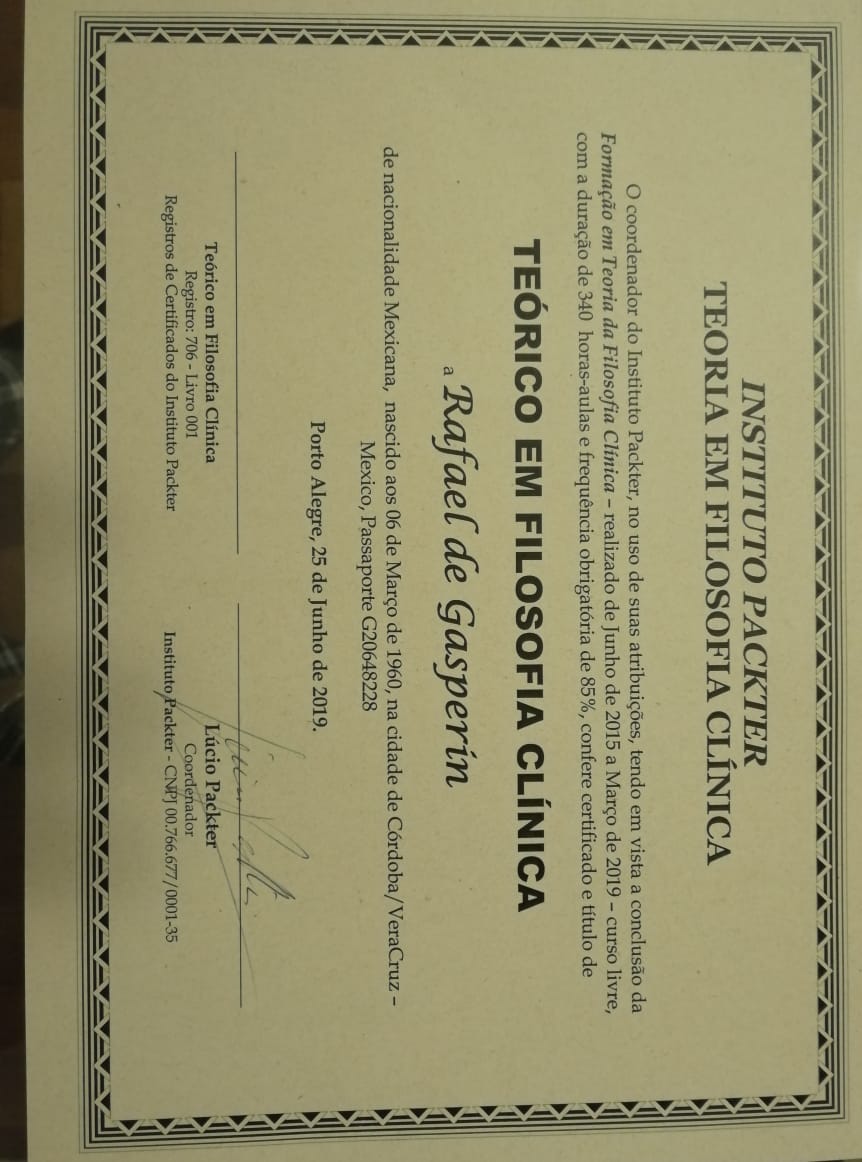 INSTITUTO PACKTER
TEORIA EM FILOSOFIA CLÍNICA
O coordenador do Instituto Packter, no uso de suas atribuições, tendo em vista a conclusão da
Formação em Teoria da Filosofia Clínica – realizado de Junho de 2015 a Março de 2019 – curso livre,
com a duração de 340 horas-aulas e frequência obrigatória de 85%, confere certificado e título de
TEÓRICO EM FILOSOFIA CLÍNICA
a Rafael de Gasperín
de nacionalidade Mexicana, nascido aos 06 de Março de 1960, na cidade de Córdoba/VeraCruz –
Mexico, Passaporte G20648228
Porto Alegre, 25 de Junho de 2019.
Teórico em Filosofia Clínica
Registro: 706 - Livro 001
Registros de Certificados do Instituto Packter
Lúcio Packter
Coordenador
Instituto Packter - CNPJ 00.766.677/0001-35